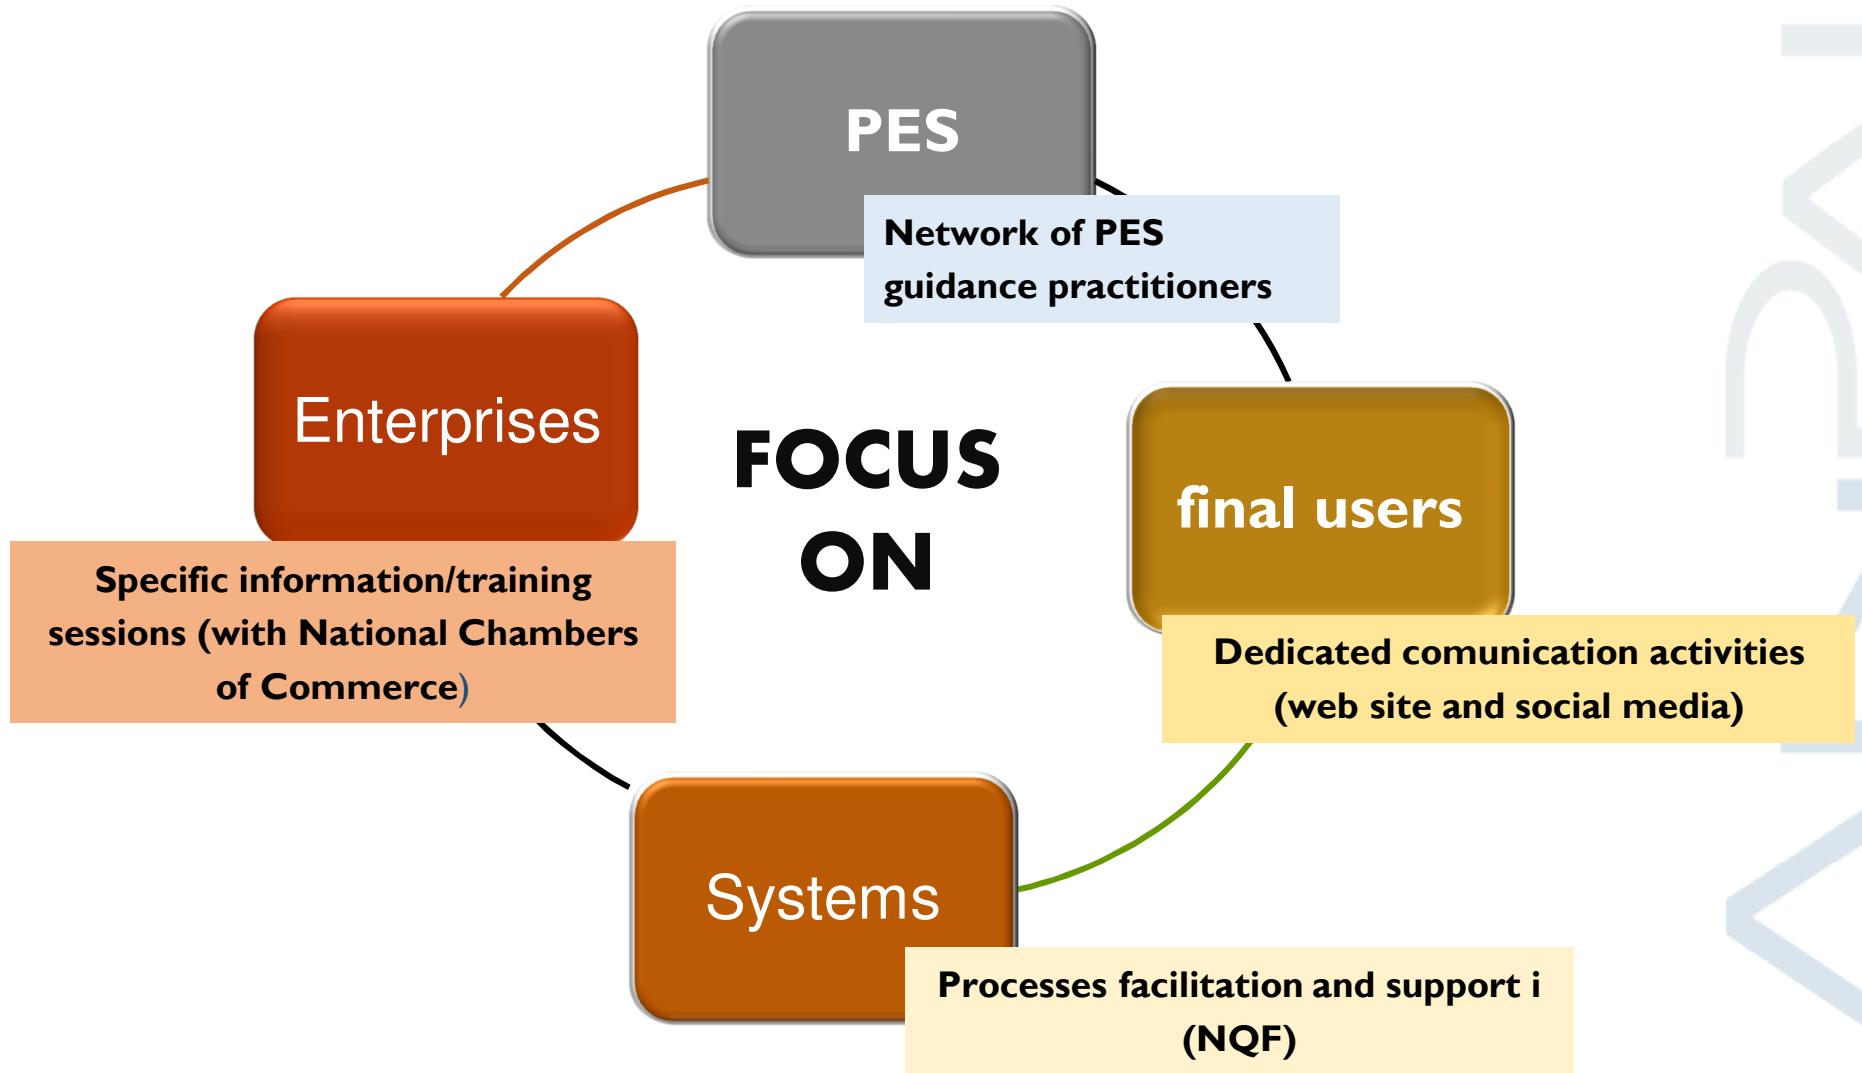 PES
Network of PES
guidance practitioners
Enterprises
FOCUS
ON
final users
Specific information/training
sessions (with National Chambers
of Commerce)
Dedicated comunication activities
(web site and social media)
Systems
Processes facilitation and support i
(NQF)